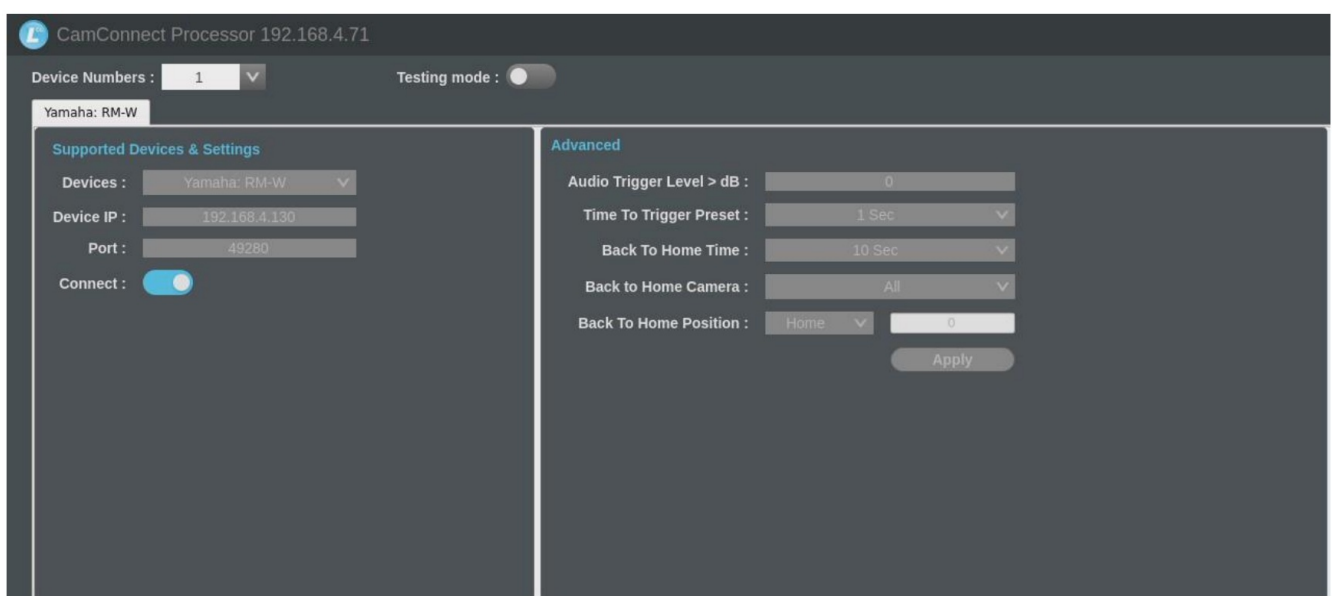 CamConnect Processor 192.168.4.71
Device Numbers : 1 Testing mode :
Yamaha: RM-W
Supported Devices & Settings
Devices : Yamaha: RM-W
Device IP : 192.168.4.130
Port : 49280
Connect :
Advanced
Audio Trigger Level > dB : 0
Time To Trigger Preset : 1 Sec
Back To Home Time : 10 Sec
Back to Home Camera : All
Back To Home Position : Home 0
Apply